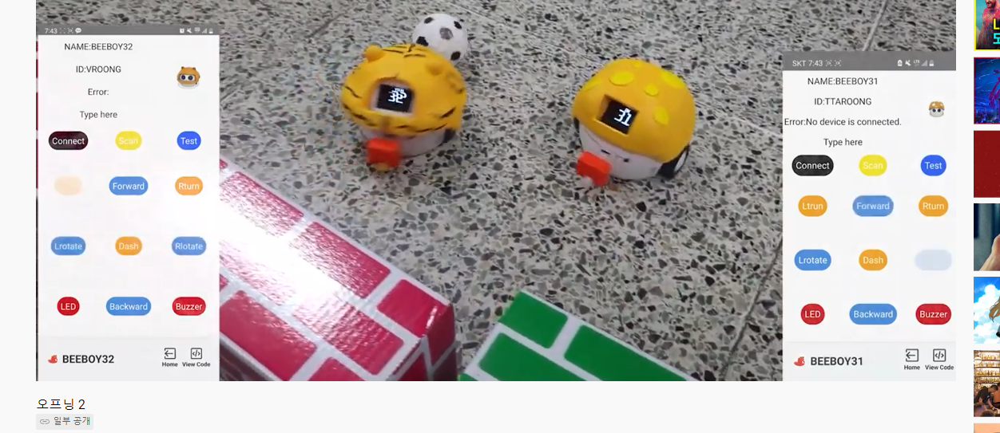 7:43
NAME:BEEBOY32
ID:VROONG
Error:
Type here
Connect
Scan
Test
Forward
Rturn
Lrotate
Dash
Rlotate
LED
Backward
Buzzer
BEEBOY32
Home
View Code
32
31
SKT 7:43
NAME:BEEBOY31
ID:TTAROONG
Error:No device is connected.
Type here
Connect
Scan
Test
Ltrun
Forward
Rturn
Lrotate
Dash
LED
Backward
Buzzer
BEEBOY31
Home
View Code
오프닝 2
일부 공개